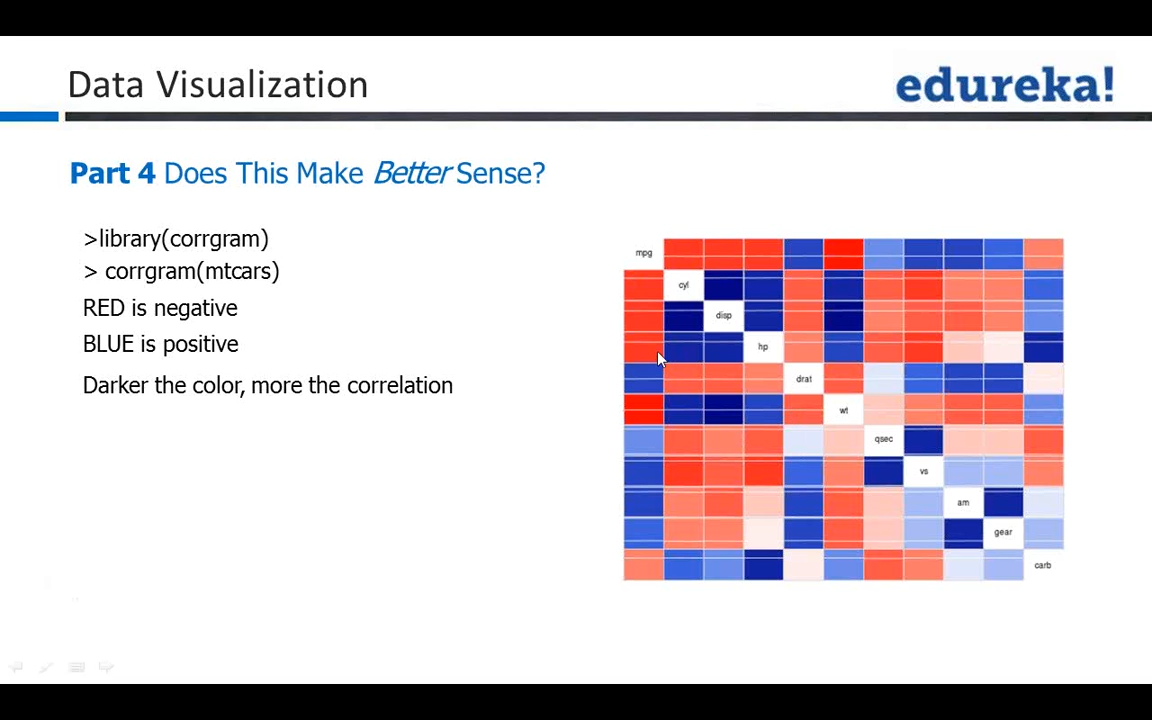 Data Visualization
edureka!
Part 4 Does This Make Better Sense?
>library(corrgram)
> corrgram(mtcars)
RED is negative
BLUE is positive
Darker the color, more the correlation
mpg
cyl
disp
hp
drat
wt
qsec
vs
am
gear
carb